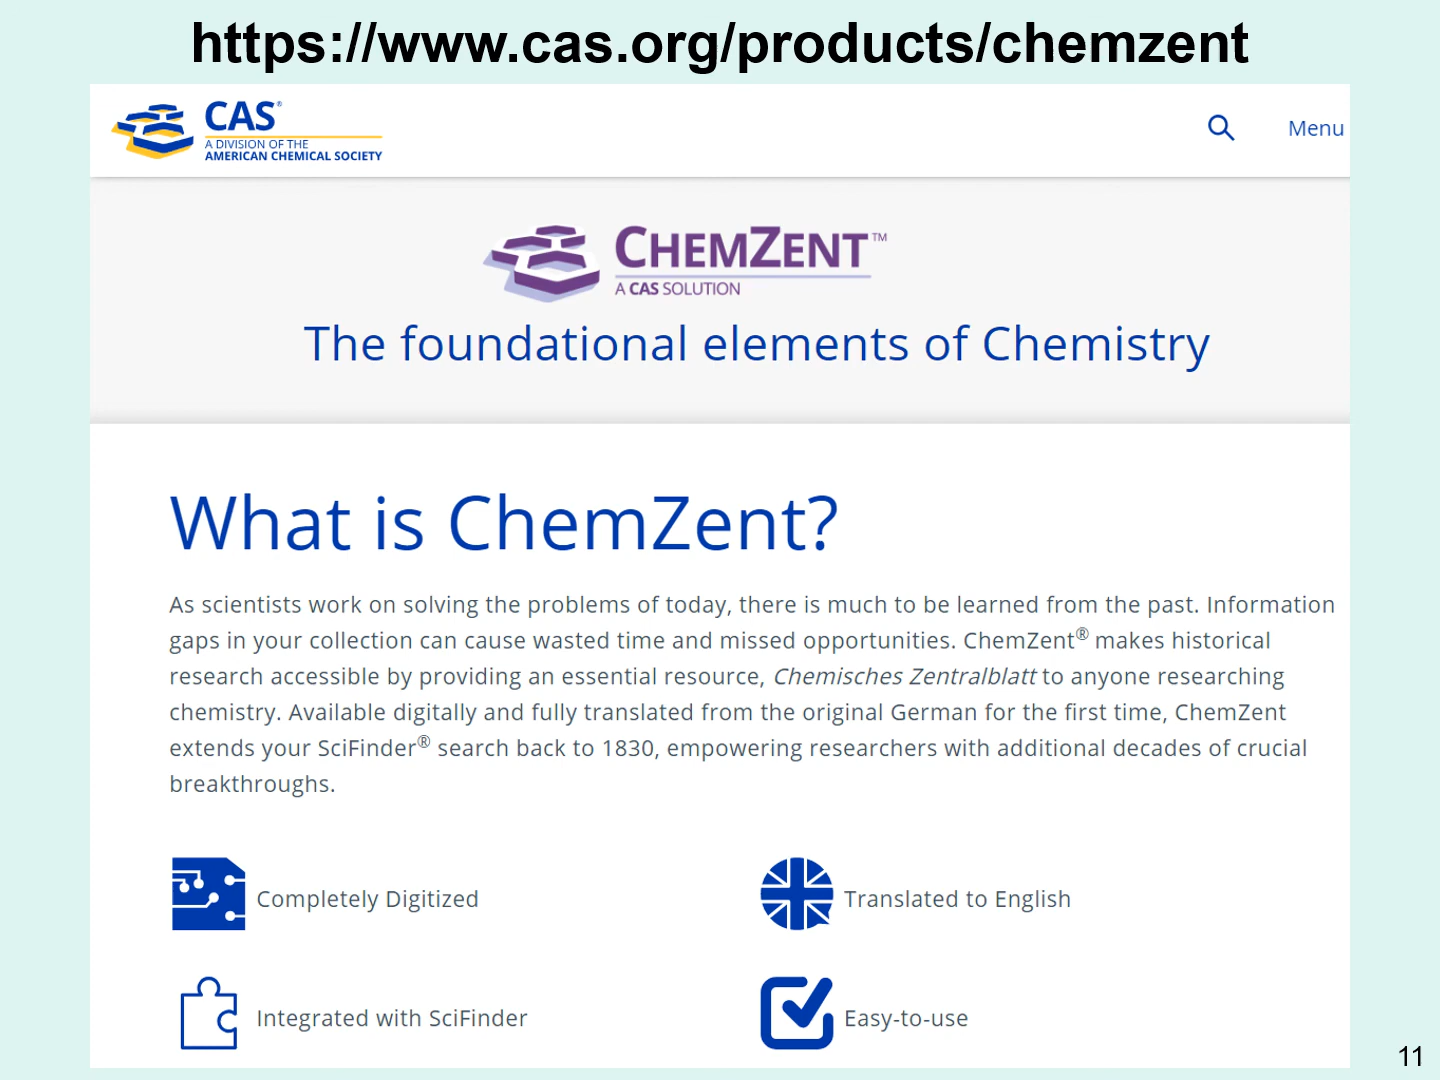 https://www.cas.org/products/chemzent
CAS®
A DIVISION OF THE
AMERICAN CHEMICAL SOCIETY
Menu
CHEMZENT™
A CAS SOLUTION
The foundational elements of Chemistry
What is ChemZent?
As scientists work on solving the problems of today, there is much to be learned from the past. Information
gaps in your collection can cause wasted time and missed opportunities. ChemZent® makes historical
research accessible by providing an essential resource, Chemisches Zentralblatt to anyone researching
chemistry. Available digitally and fully translated from the original German for the first time, ChemZent
extends your SciFinder® search back to 1830, empowering researchers with additional decades of crucial
breakthroughs.
Completely Digitized
Translated to English
Integrated with SciFinder
Easy-to-use
11